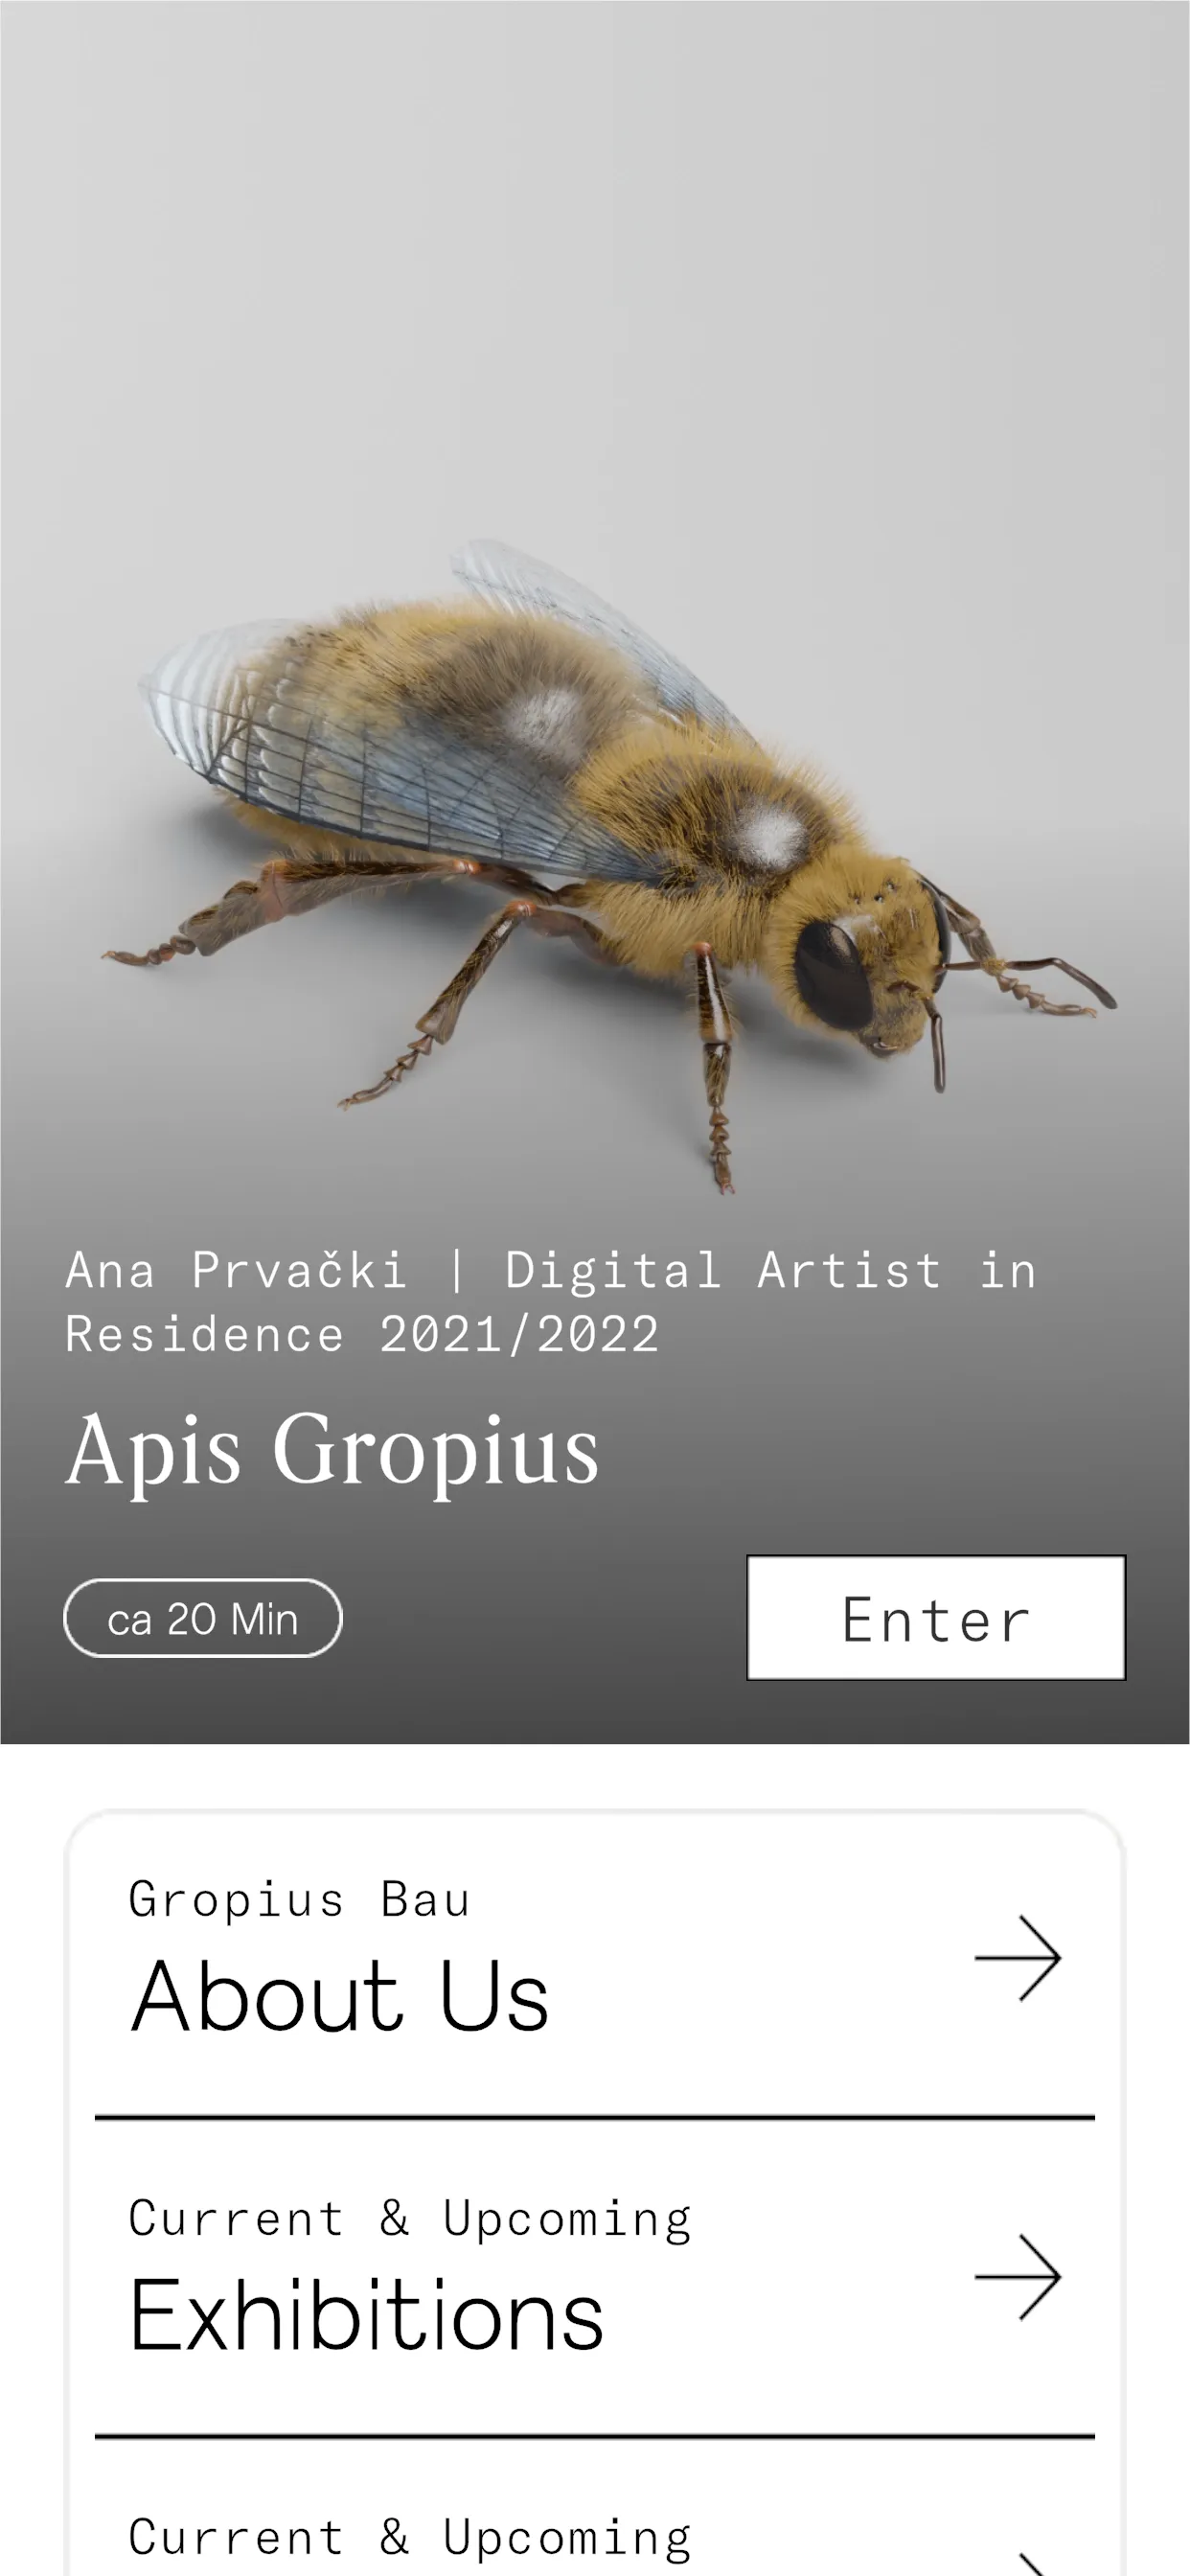 Ana Prvački | Digital Artist in
Residence 2021/2022
Apis Gropius
ca 20 Min
Enter
Gropius Bau
About Us
Current & Upcoming
Exhibitions
Current & Upcoming